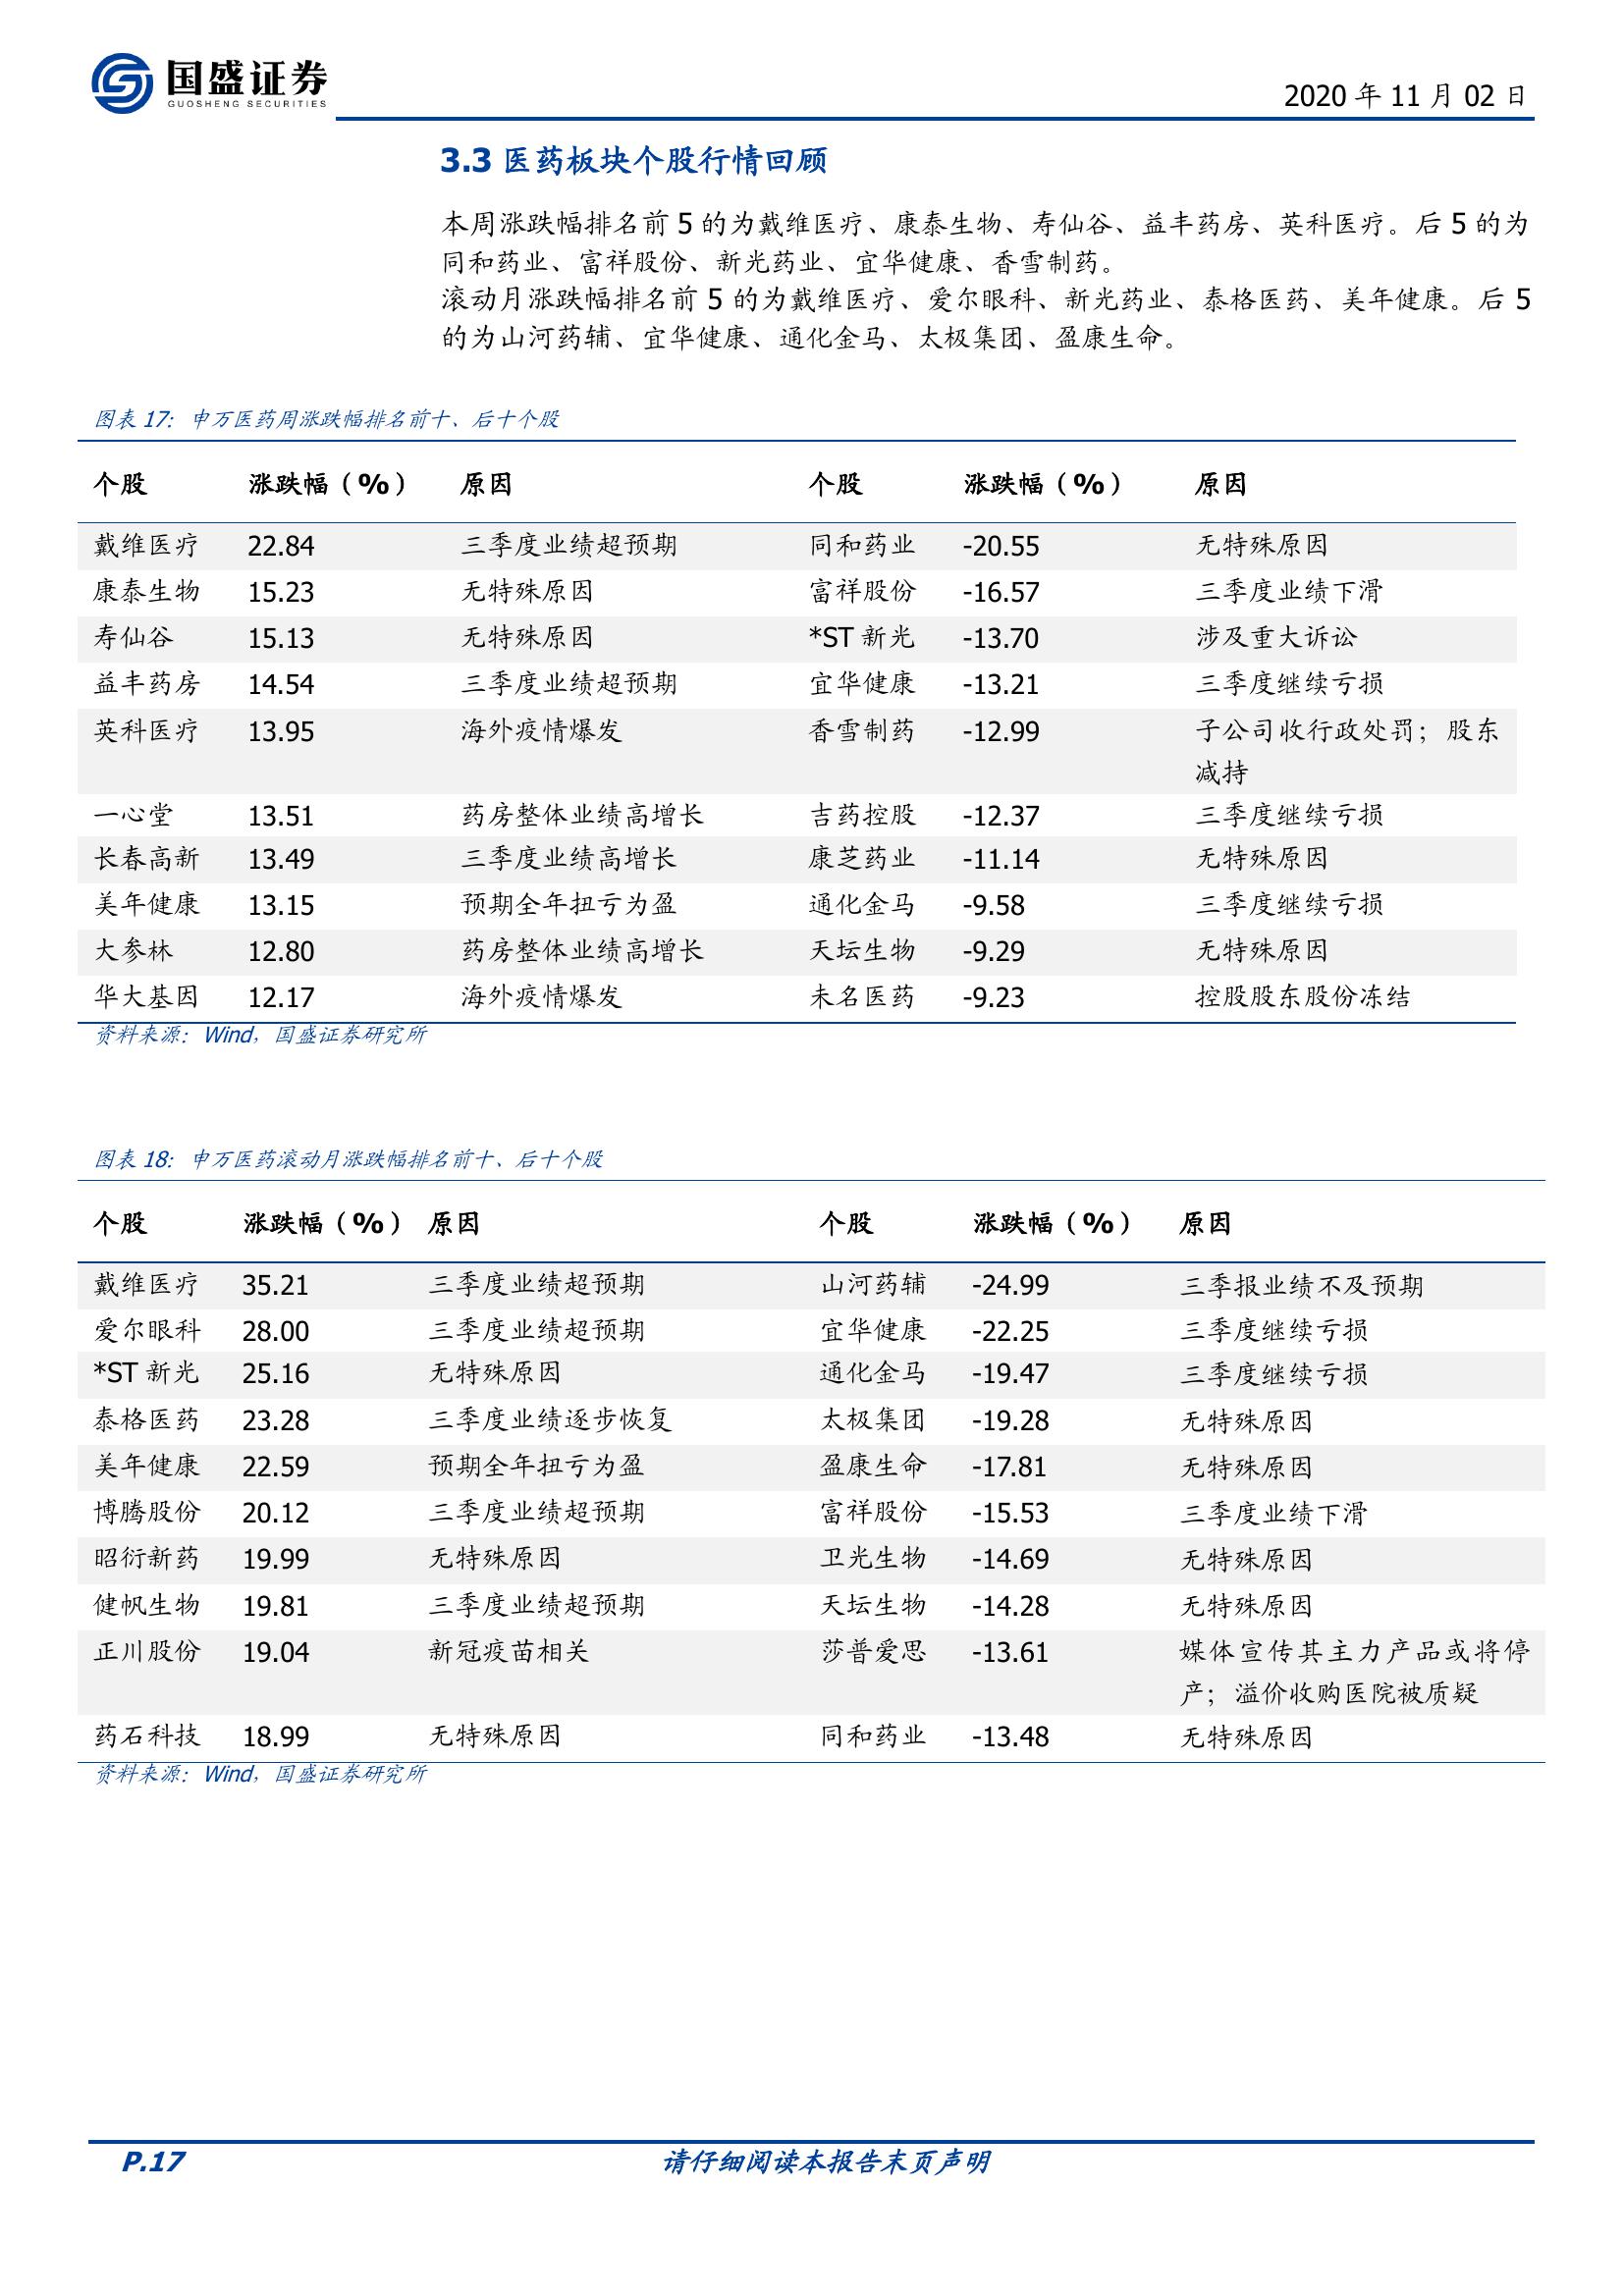 国盛证券
GUOSHENG SECURITIES
2020 年 11 月 02 日
3.3 医药板块个股行情回顾
本周涨跌幅排名前 5 的为戴维医疗、康泰生物、寿仙谷、益丰药房、英科医疗。后 5 的为
同和药业、富祥股份、新光药业、宜华健康、香雪制药。
滚动月涨跌幅排名前 5 的为戴维医疗、爱尔眼科、新光药业、泰格医药、美年健康。后 5
的为山河药辅、宜华健康、通化金马、太极集团、盈康生命。
图表 17: 申万医药周涨跌幅排名前十、后十个股
个股 涨跌幅（%） 原因 个股 涨跌幅（%） 原因
戴维医疗 22.84 三季度业绩超预期 同和药业 -20.55 无特殊原因
康泰生物 15.23 无特殊原因 富祥股份 -16.57 三季度业绩下滑
寿仙谷 15.13 无特殊原因 *ST 新光 -13.70 涉及重大诉讼
益丰药房 14.54 三季度业绩超预期 宜华健康 -13.21 三季度继续亏损
英科医疗 13.95 海外疫情爆发 香雪制药 -12.99 子公司收行政处罚；股东
减持
一心堂 13.51 药房整体业绩高增长 吉药控股 -12.37 三季度继续亏损
长春高新 13.49 三季度业绩高增长 康芝药业 -11.14 无特殊原因
美年健康 13.15 预期全年扭亏为盈 通化金马 -9.58 三季度继续亏损
大参林 12.80 药房整体业绩高增长 天坛生物 -9.29 无特殊原因
华大基因 12.17 海外疫情爆发 未名医药 -9.23 控股股东股份冻结
资料来源：Wind，国盛证券研究所
图表 18: 申万医药滚动月涨跌幅排名前十、后十个股
个股 涨跌幅（%） 原因 个股 涨跌幅（%） 原因
戴维医疗 35.21 三季度业绩超预期 山河药辅 -24.99 三季报业绩不及预期
爱尔眼科 28.00 三季度业绩超预期 宜华健康 -22.25 三季度继续亏损
*ST 新光 25.16 无特殊原因 通化金马 -19.47 三季度继续亏损
泰格医药 23.28 三季度业绩逐步恢复 太极集团 -19.28 无特殊原因
美年健康 22.59 预期全年扭亏为盈 盈康生命 -17.81 无特殊原因
博腾股份 20.12 三季度业绩超预期 富祥股份 -15.53 三季度业绩下滑
昭衍新药 19.99 无特殊原因 卫光生物 -14.69 无特殊原因
健帆生物 19.81 三季度业绩超预期 天坛生物 -14.28 无特殊原因
正川股份 19.04 新冠疫苗相关 莎普爱思 -13.61 媒体宣传其主力产品或将停
产；溢价收购医院被质疑
药石科技 18.99 无特殊原因 同和药业 -13.48 无特殊原因
资料来源：Wind，国盛证券研究所
P.17 请仔细阅读本报告末页声明